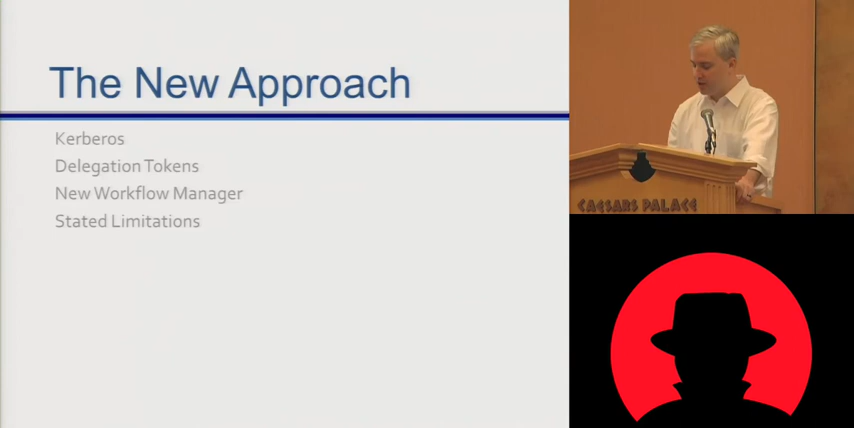 The New Approach
Kerberos
Delegation Tokens
New Workflow Manager
Stated Limitations
CAESARS PALACE